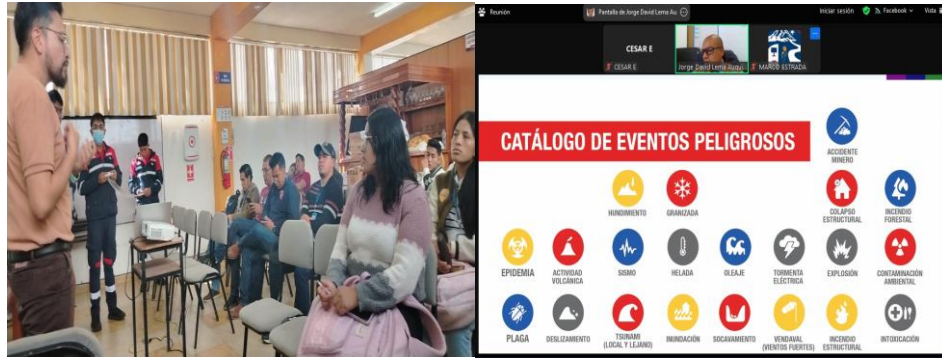 Reunión
Pantalla de Jorge David Lema Au
Iniciar sesión
Facebook
Vista
CESAR E
CESAR E
Jorge David Lema Auqui
MARCO ESTRADA
CATÁLOGO DE EVENTOS PELIGROSOS
ACCIDENTE
MINERO
HUNDIMIENTO
GRANIZADA
COLAPSO
ESTRUCTURAL
INCENDIO
FORESTAL
EPIDEMIA
ACTIVIDAD
VOLCÁNICA
SISMO
HELADA
OLEAJE
TORMENTA
ELÉCTRICA
EXPLOSIÓN
CONTAMINACIÓN
AMBIENTAL
PLAGA
DESLIZAMIENTO
TSUNAMI
(LOCAL Y LEJANO)
INUNDACIÓN
SOCAVAMIENTO
VENDAVAL
(VIENTOS FUERTES)
INCENDIO
ESTRUCTURAL
INTOXICACIÓN